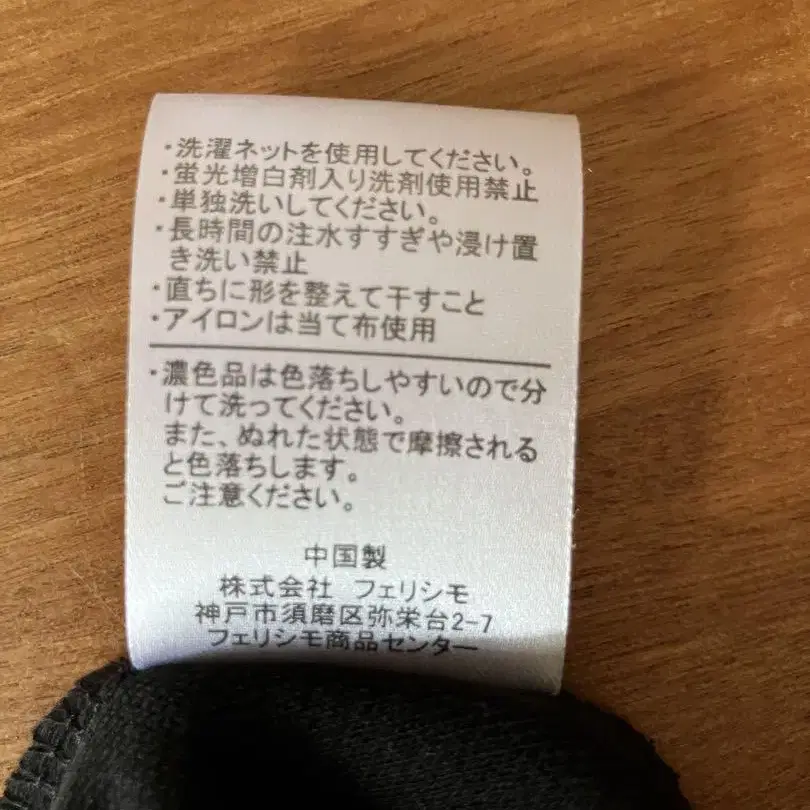 ・洗濯ネットを使用してください。
・蛍光増白剤入り洗剤使用禁止
・単独洗いしてください。
・長時間の注水すすぎや浸け置
き洗い禁止
・直ちに形を整えて干すこと
・アイロンは当て布使用
・濃色品は色落ちしやすいので分
けて洗ってください。
また、ぬれた状態で摩擦される
と色落ちします。
ご注意ください。
中国製
株式会社 フェリシモ
神戸市須磨区弥栄台2-7
フェリシモ商品センター